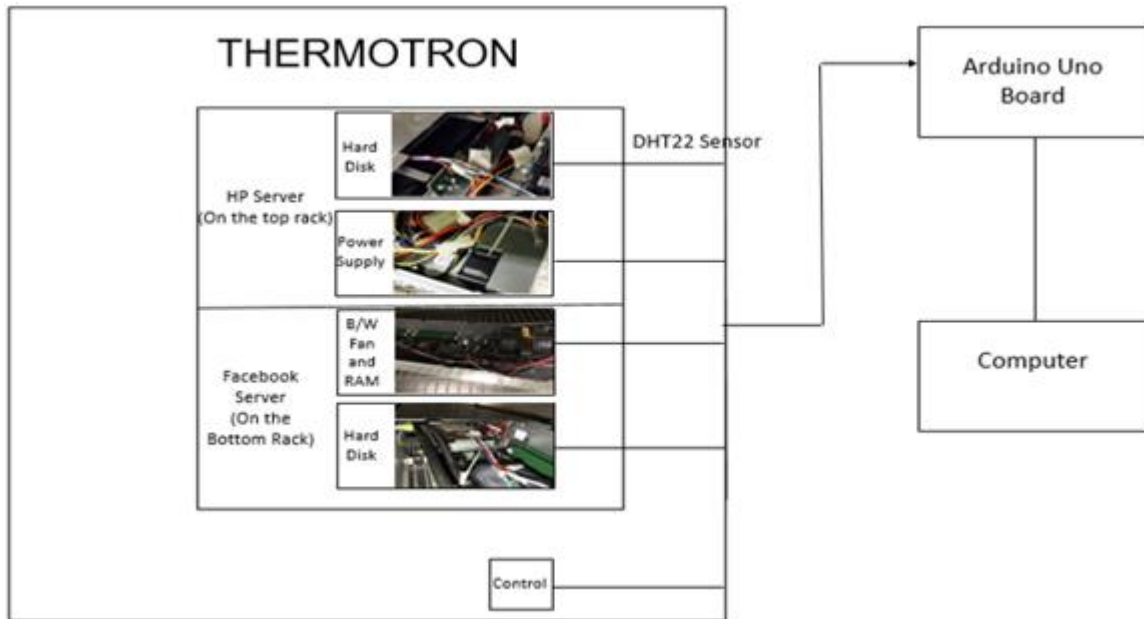 THERMOTRON
Hard
Disk
DHT22 Sensor
HP Server
(On the top rack)
Power
Supply
B/W
Fan
and
RAM
Facebook
Server
(On the
Bottom Rack)
Hard
Disk
Control
Arduino Uno
Board
Computer